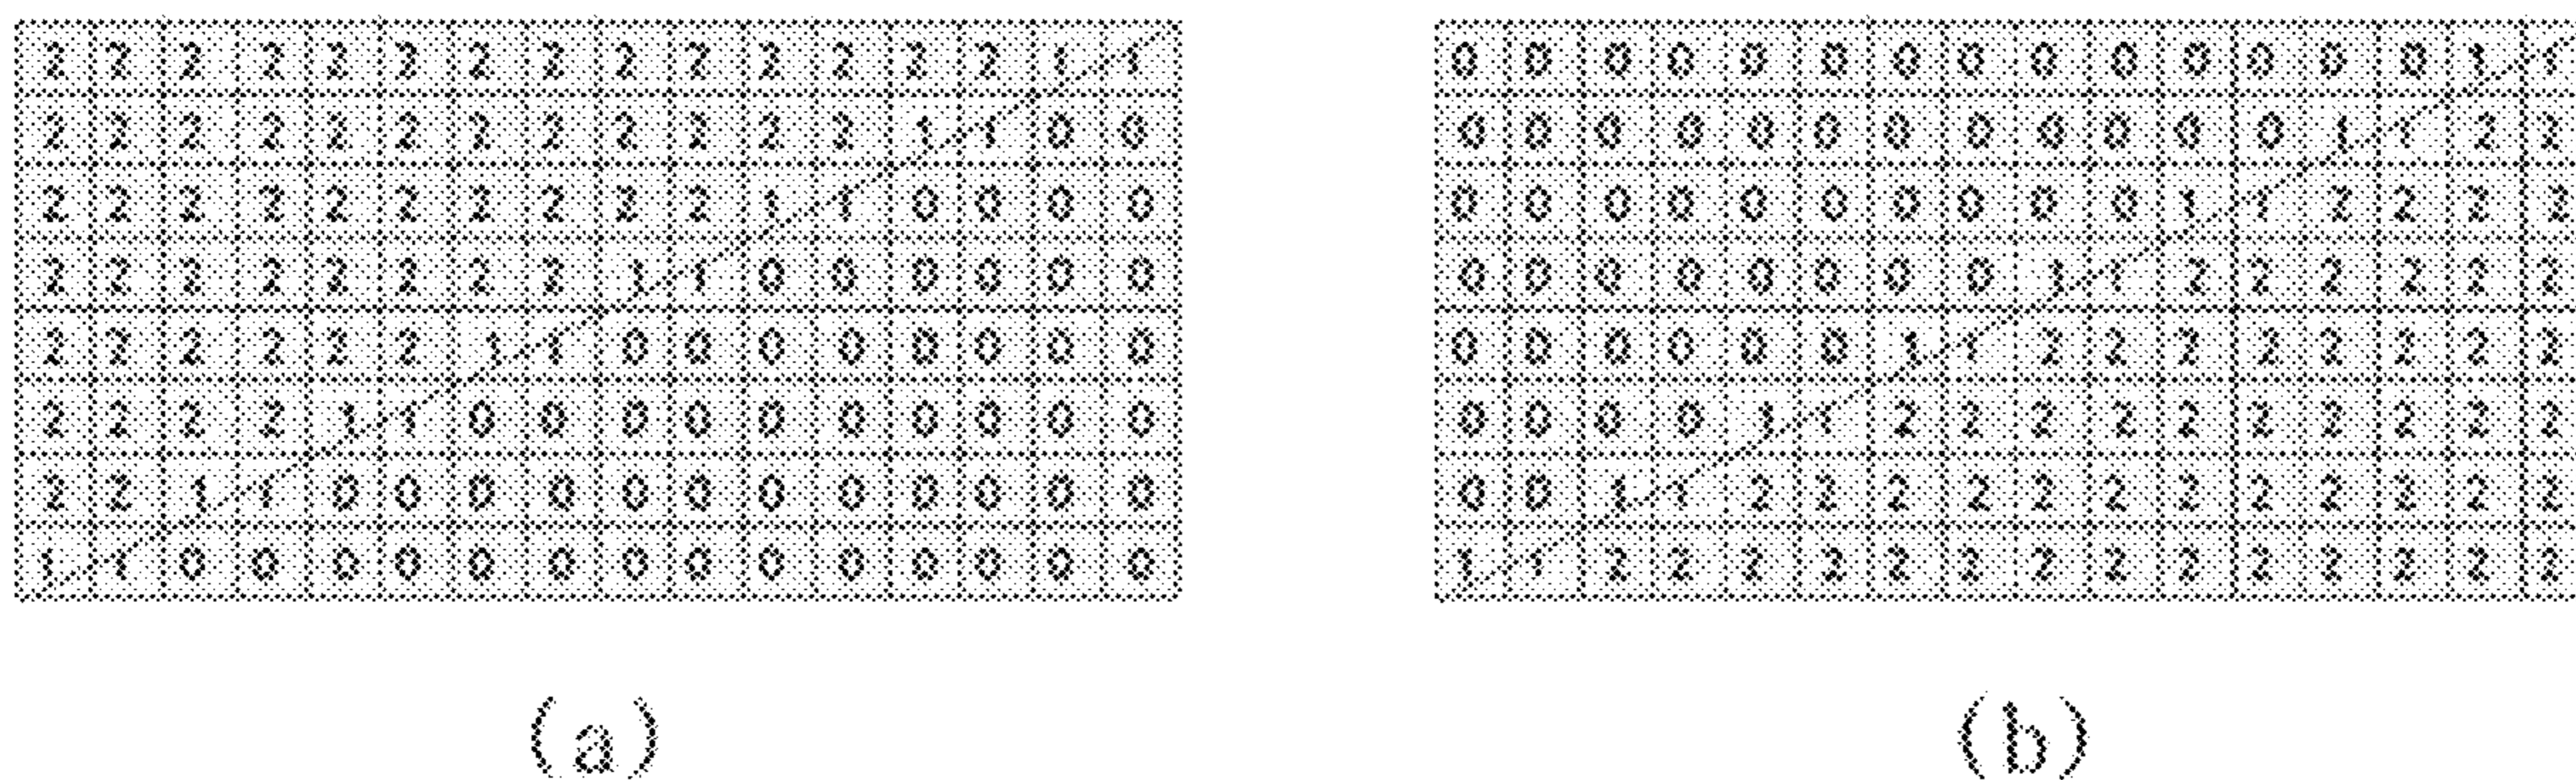 2 2 2 2 2 2 2 2 2 2 2 2 2 2 1 1
2 2 2 2 2 2 2 2 2 2 2 2 1 1 0 0
2 2 2 2 2 2 2 2 2 2 1 1 0 0 0 0
2 2 2 2 2 2 2 2 1 1 0 0 0 0 0 0
2 2 2 2 2 2 1 1 0 0 0 0 0 0 0 0
2 2 2 2 1 1 0 0 0 0 0 0 0 0 0 0
2 2 1 1 0 0 0 0 0 0 0 0 0 0 0 0
1 1 0 0 0 0 0 0 0 0 0 0 0 0 0 0
(a)
0 0 0 0 0 0 0 0 0 0 0 0 0 0 1 1
0 0 0 0 0 0 0 0 0 0 0 0 1 1 2 2
0 0 0 0 0 0 0 0 0 0 1 1 2 2 2 2
0 0 0 0 0 0 0 0 1 1 2 2 2 2 2 2
0 0 0 0 0 0 1 1 2 2 2 2 2 2 2 2
0 0 0 0 1 1 2 2 2 2 2 2 2 2 2 2
0 0 1 1 2 2 2 2 2 2 2 2 2 2 2 2
1 1 2 2 2 2 2 2 2 2 2 2 2 2 2 2
(b)